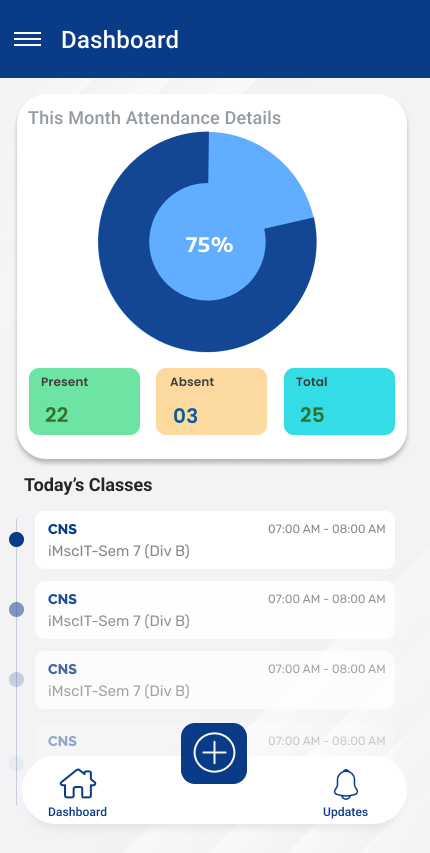 Dashboard
This Month Attendance Details
75%
Present
Absent
Total
22
03
25
Today’s Classes
CNS 07:00 AM - 08:00 AM
iMscIT-Sem 7 (Div B)
CNS 07:00 AM - 08:00 AM
iMscIT-Sem 7 (Div B)
CNS 07:00 AM - 08:00 AM
iMscIT-Sem 7 (Div B)
CNS 07:00 AM - 08:00 AM
Dashboard
Updates